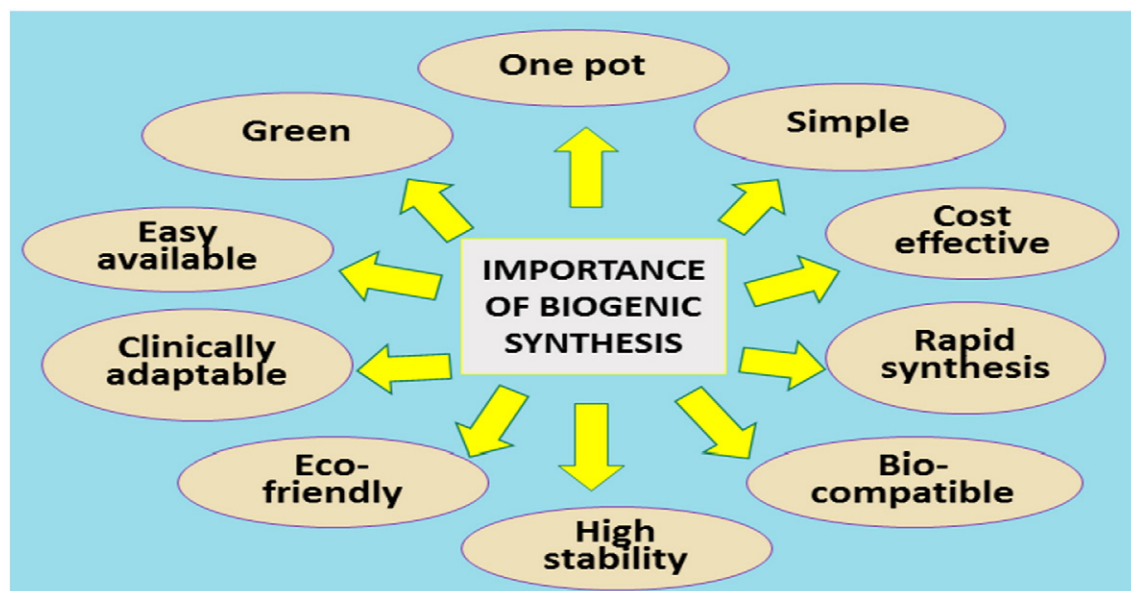 One pot
Green
Simple
Easy
available
Cost
effective
IMPORTANCE
OF BIOGENIC
SYNTHESIS
Clinically
adaptable
Rapid
synthesis
Eco-
friendly
Bio-
compatible
High
stability